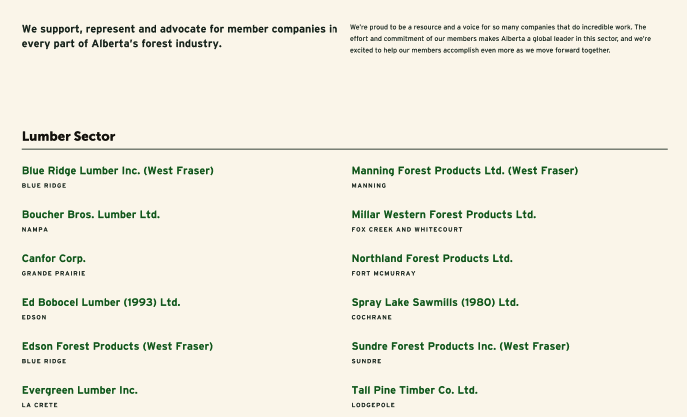 We support, represent and advocate for member companies in
every part of Alberta's forest industry.
We're proud to be a resource and a voice for so many companies that do incredible work. The
effort and commitment of our members makes Alberta a global leader in this sector, and we're
excited to help our members accomplish even more as we move forward together.
Lumber Sector
Blue Ridge Lumber Inc. (West Fraser)
BLUE RIDGE
Boucher Bros. Lumber Ltd.
NAMPA
Canfor Corp.
GRANDE PRAIRIE
Ed Bobocel Lumber (1993) Ltd.
EDSON
Edson Forest Products (West Fraser)
BLUE RIDGE
Evergreen Lumber Inc.
LA CRETE
Manning Forest Products Ltd. (West Fraser)
MANNING
Millar Western Forest Products Ltd.
FOX CREEK AND WHITECOURT
Northland Forest Products Ltd.
FORT MCMURRAY
Spray Lake Sawmills (1980) Ltd.
COCHRANE
Sundre Forest Products Inc. (West Fraser)
SUNDRE
Tall Pine Timber Co. Ltd.
LODGEPOLE